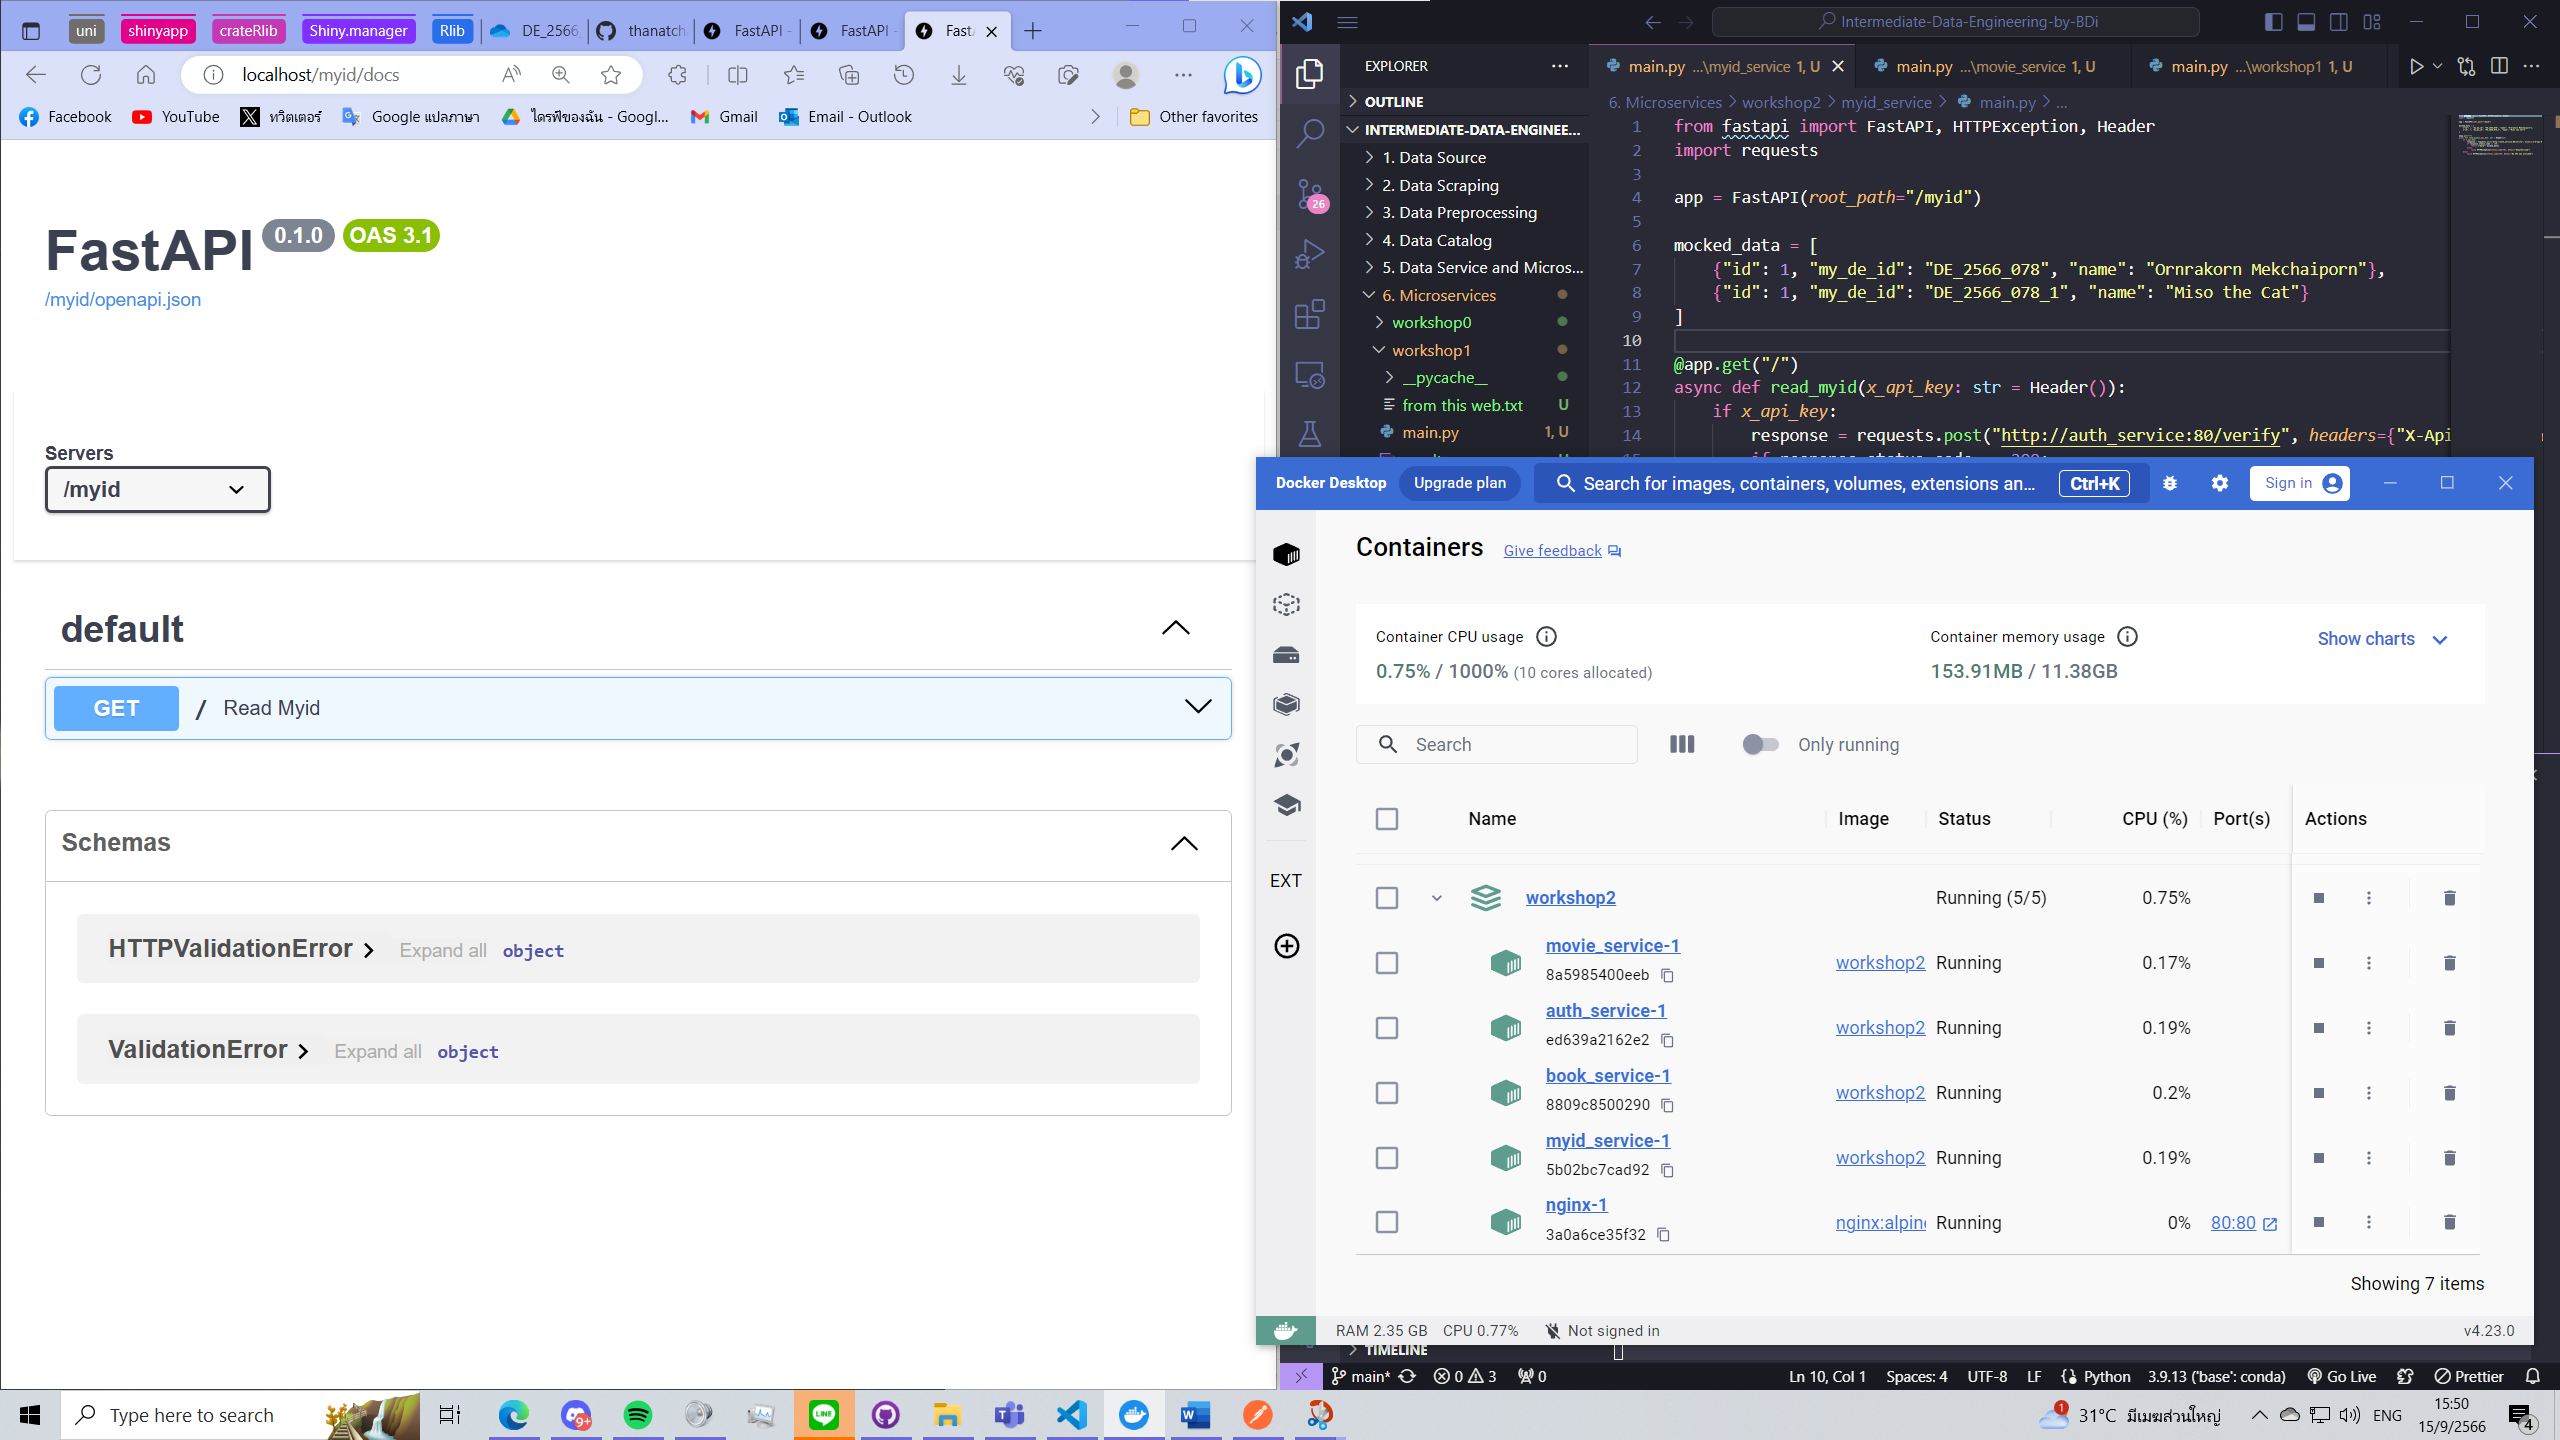 uni
shinyapp
crateRlib
Shiny.manager
Rlib
DE_2566
thanatch
FastAPI -
FastAPI -
Fast
localhost/myid/docs
Facebook
YouTube
ทวิตเตอร์
Google แปลภาษา
ไดรฟ์ของฉัน - Googl...
Gmail
Email - Outlook
Other favorites
FastAPI 0.1.0 OAS 3.1
/myid/openapi.json
Servers
/myid
default
GET / Read Myid
Schemas
HTTPValidationError > Expand all object
ValidationError > Expand all object
Intermediate-Data-Engineering-by-BDi
EXPLORER
OUTLINE
INTERMEDIATE-DATA-ENGINEE...
1. Data Source
2. Data Scraping
3. Data Preprocessing
4. Data Catalog
5. Data Service and Micros...
6. Microservices
workshop0
workshop1
__pycache__
from this web.txt U
main.py 1, U
26
main.py ...\myid_service 1, U
main.py ...\movie_service 1, U
main.py ...\workshop1 1, U
6. Microservices > workshop2 > myid_service > main.py > ...
1 from fastapi import FastAPI, HTTPException, Header
2 import requests
3
4 app = FastAPI(root_path="/myid")
5
6 mocked_data = [
7 {"id": 1, "my_de_id": "DE_2566_078", "name": "Ornrakorn Mekchaiporn"},
8 {"id": 1, "my_de_id": "DE_2566_078_1", "name": "Miso the Cat"}
9 ]
10
11 @app.get("/")
12 async def read_myid(x_api_key: str = Header()):
13 if x_api_key:
14 response = requests.post("http://auth_service:80/verify", headers={"X-Api
Docker Desktop
Upgrade plan
Search for images, containers, volumes, extensions an...
Ctrl+K
Sign in
Containers
Give feedback
Container CPU usage
0.75% / 1000% (10 cores allocated)
Container memory usage
153.91MB / 11.38GB
Show charts
Search
Only running
EXT
Name Image Status CPU (%) Port(s) Actions
workshop2 Running (5/5) 0.75%
movie_service-1
8a5985400eeb
workshop2 Running 0.17%
auth_service-1
ed639a2162e2
workshop2 Running 0.19%
book_service-1
8809c8500290
workshop2 Running 0.2%
myid_service-1
5b02bc7cad92
workshop2 Running 0.19%
nginx-1
3a0a6ce35f32
nginx:alpine Running 0% 80:80
Showing 7 items
RAM 2.35 GB CPU 0.77% Not signed in
v4.23.0
TIMELINE
main* 0 3 0
Ln 10, Col 1 Spaces: 4 UTF-8 LF Python 3.9.13 ('base': conda) Go Live Prettier
Type here to search
9+
LINE
1
31°C มีเมฆส่วนใหญ่
ENG
15:50
15/9/2566
4